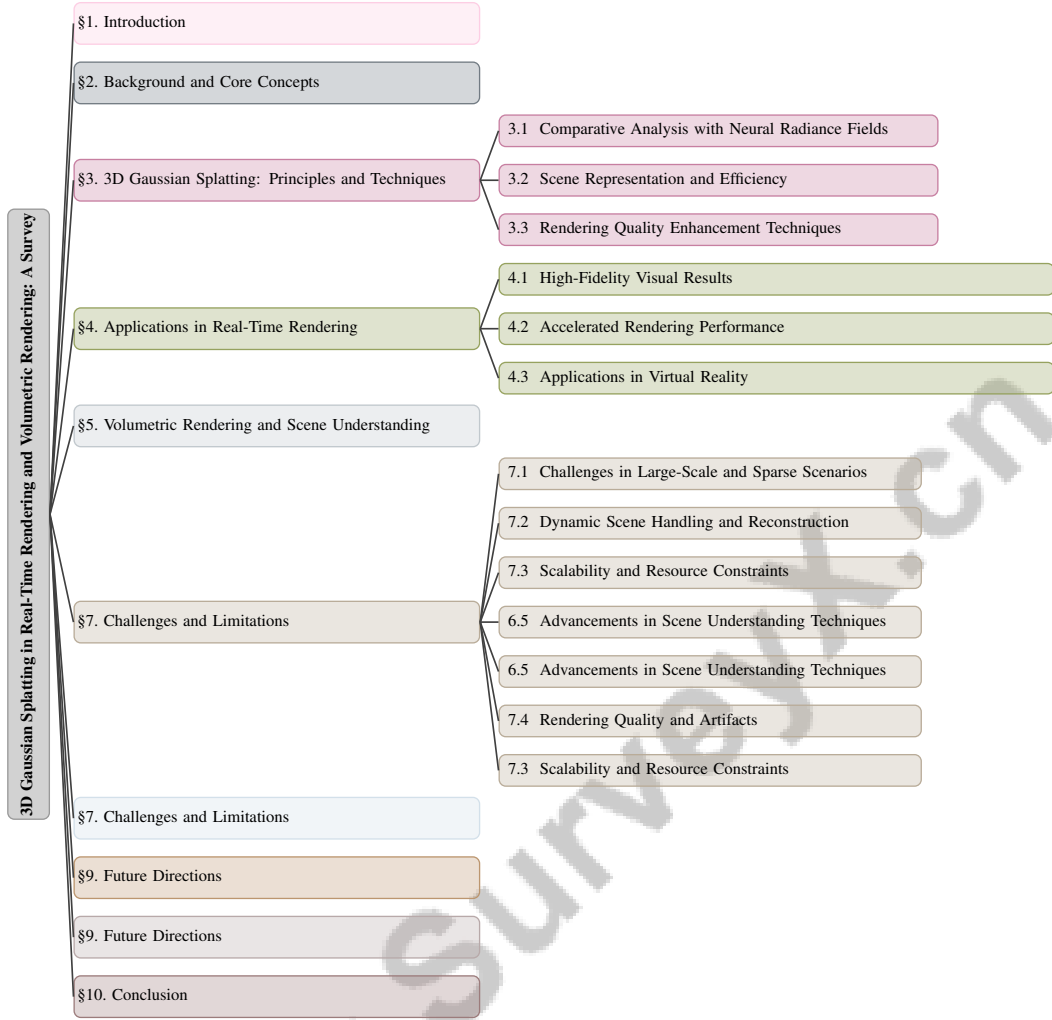 3D Gaussian Splatting in Real-Time Rendering and Volumetric Rendering: A Survey
§1. Introduction
§2. Background and Core Concepts
§3. 3D Gaussian Splatting: Principles and Techniques
3.1 Comparative Analysis with Neural Radiance Fields
3.2 Scene Representation and Efficiency
3.3 Rendering Quality Enhancement Techniques
§4. Applications in Real-Time Rendering
4.1 High-Fidelity Visual Results
4.2 Accelerated Rendering Performance
4.3 Applications in Virtual Reality
§5. Volumetric Rendering and Scene Understanding
§7. Challenges and Limitations
7.1 Challenges in Large-Scale and Sparse Scenarios
7.2 Dynamic Scene Handling and Reconstruction
7.3 Scalability and Resource Constraints
6.5 Advancements in Scene Understanding Techniques
6.5 Advancements in Scene Understanding Techniques
7.4 Rendering Quality and Artifacts
7.3 Scalability and Resource Constraints
§7. Challenges and Limitations
§9. Future Directions
§9. Future Directions
§10. Conclusion
Surveyx.cn